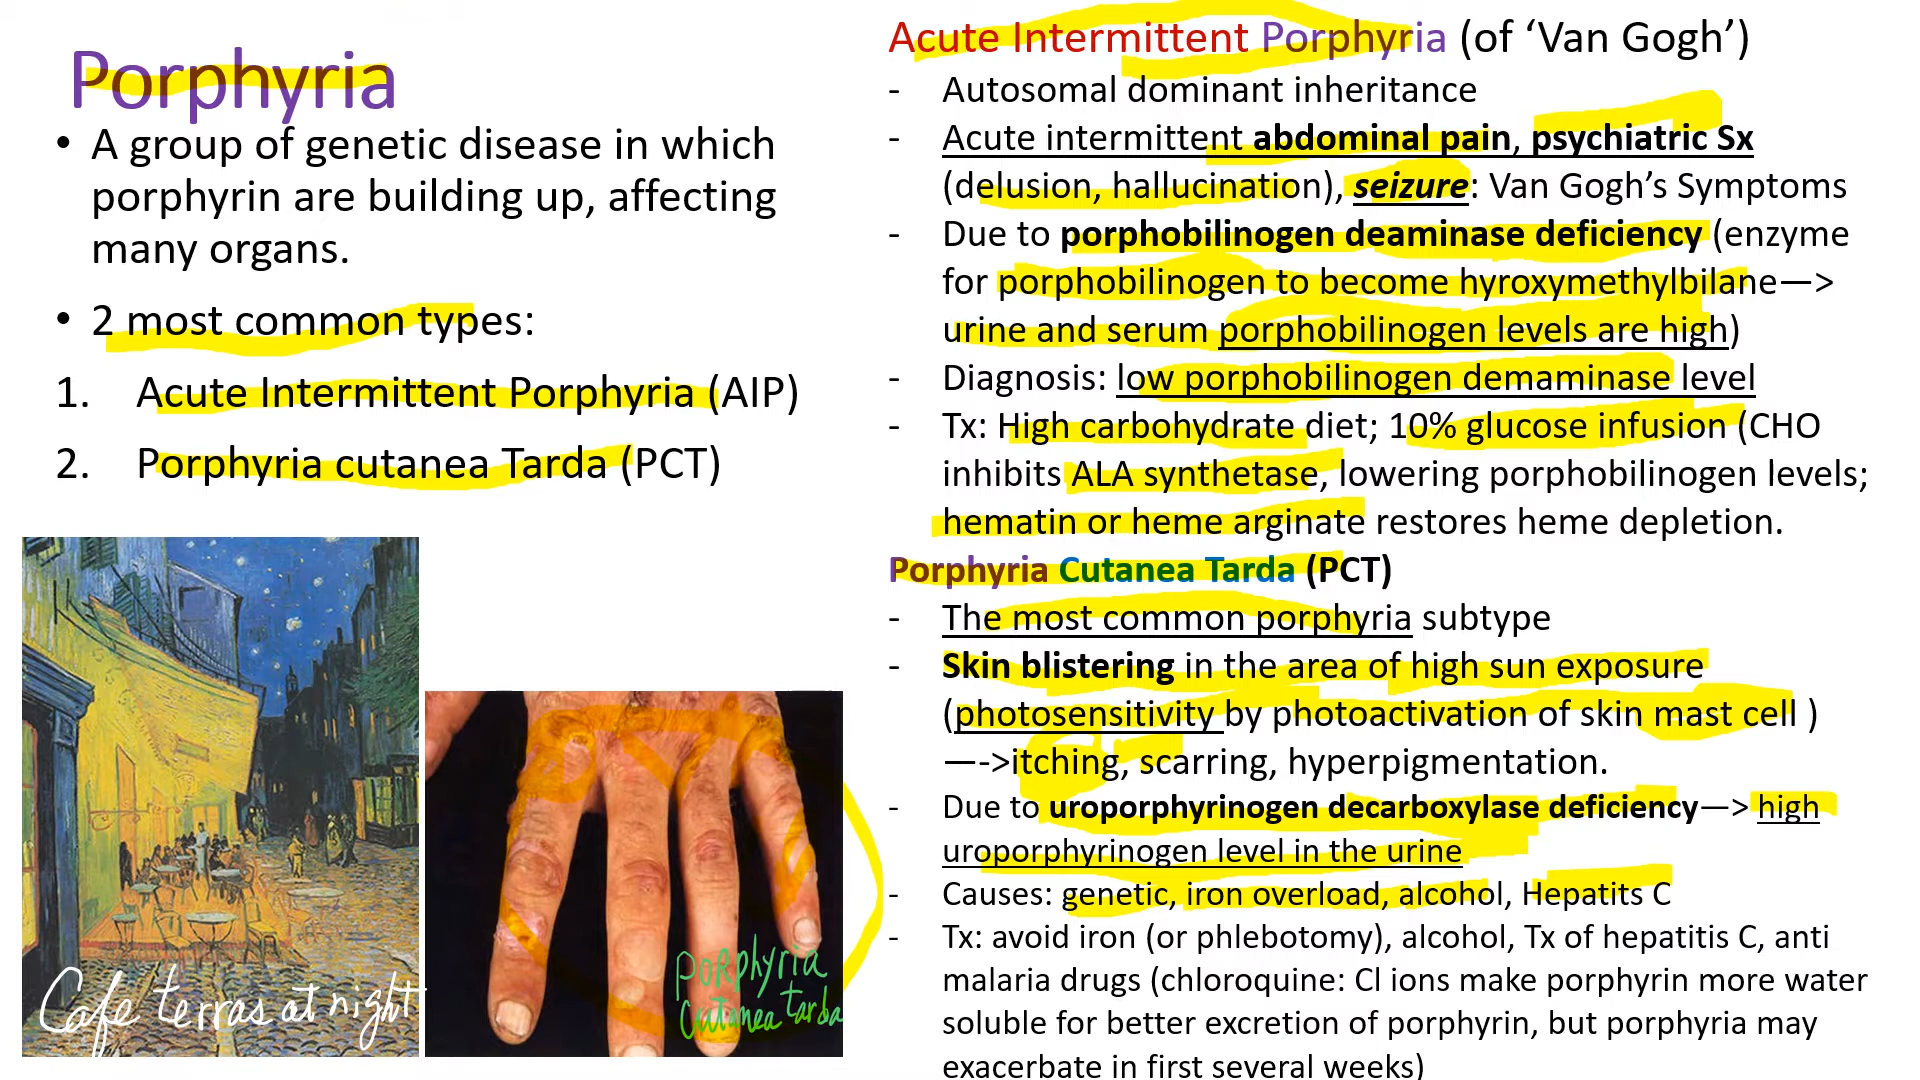 Porphyria
• A group of genetic disease in which
porphyrin are building up, affecting
many organs.
• 2 most common types:
1. Acute Intermittent Porphyria (AIP)
2. Porphyria cutanea Tarda (PCT)
Cafe terras at night
porphyria
cutanea tarda
Acute Intermittent Porphyria (of ‘Van Gogh’)
- Autosomal dominant inheritance
- Acute intermittent abdominal pain, psychiatric Sx
(delusion, hallucination), seizure: Van Gogh’s Symptoms
- Due to porphobilinogen deaminase deficiency (enzyme
for porphobilinogen to become hyroxymethylbilane—>
urine and serum porphobilinogen levels are high)
- Diagnosis: low porphobilinogen demaminase level
- Tx: High carbohydrate diet; 10% glucose infusion (CHO
inhibits ALA synthetase, lowering porphobilinogen levels;
hematin or heme arginate restores heme depletion.
Porphyria Cutanea Tarda (PCT)
- The most common porphyria subtype
- Skin blistering in the area of high sun exposure
(photosensitivity by photoactivation of skin mast cell )
—->itching, scarring, hyperpigmentation.
- Due to uroporphyrinogen decarboxylase deficiency—> high
uroporphyrinogen level in the urine
- Causes: genetic, iron overload, alcohol, Hepatits C
- Tx: avoid iron (or phlebotomy), alcohol, Tx of hepatitis C, anti
malaria drugs (chloroquine: Cl ions make porphyrin more water
soluble for better excretion of porphyrin, but porphyria may
exacerbate in first several weeks)